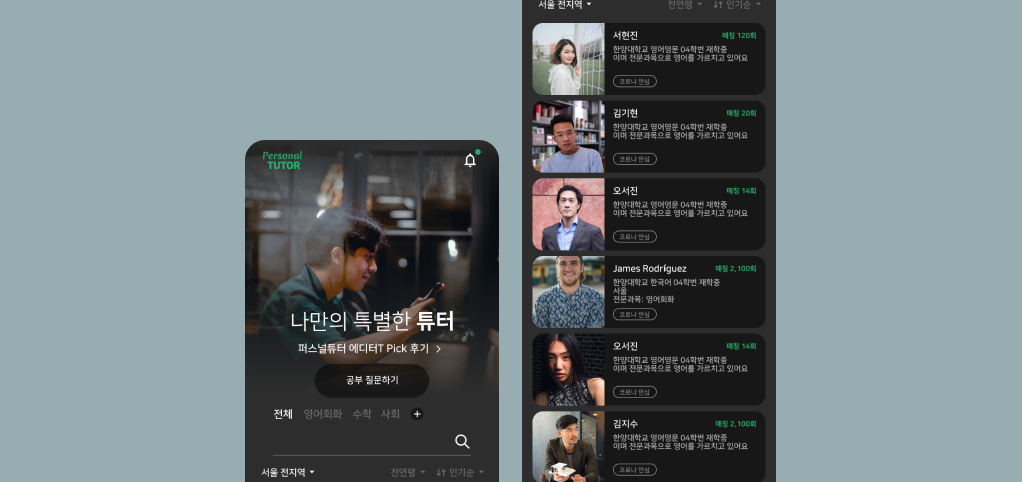 Personal
TUTOR
나만의 특별한 튜터
퍼스널튜터 에디터T Pick 후기 >
공부 질문하기
전체 영어회화 수학 사회 +
서울 전지역 전연령 인기순
서울 전지역 전연령 인기순
서현진 매칭 120회
한양대학교 영어영문 04학번 재학중
이며 전문과목으로 영어를 가르치고 있어요
코로나 안심
김기현 매칭 20회
한양대학교 영어영문 04학번 재학중
이며 전문과목으로 영어를 가르치고 있어요
코로나 안심
오서진 매칭 14회
한양대학교 영어영문 04학번 재학중
이며 전문과목으로 영어를 가르치고 있어요
코로나 안심
James Rodríguez 매칭 2,100회
한양대학교 한국어 04학번 재학중
서울
전문과목: 영어회화
코로나 안심
오서진 매칭 14회
한양대학교 영어영문 04학번 재학중
이며 전문과목으로 영어를 가르치고 있어요
코로나 안심
김지수 매칭 2,100회
한양대학교 영어영문 04학번 재학중
이며 전문과목으로 영어를 가르치고 있어요
코로나 안심